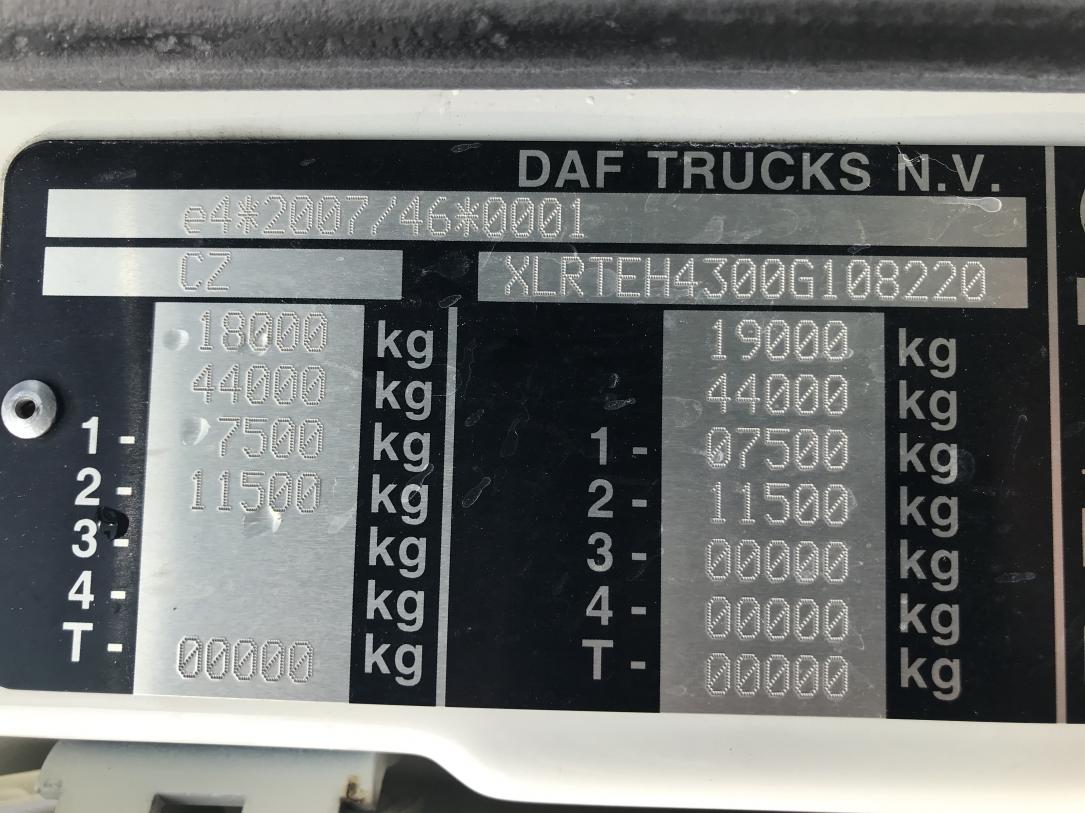 DAF TRUCKS N.V.
e4*2007/46*0001
CZ XLRTEH4300G108220
18000 kg 19000 kg
44000 kg 44000 kg
1- 7500 kg 1- 07500 kg
2- 11500 kg 2- 11500 kg
3- kg 3- 00000 kg
4- kg 4- 00000 kg
T- 00000 kg T- 00000 kg